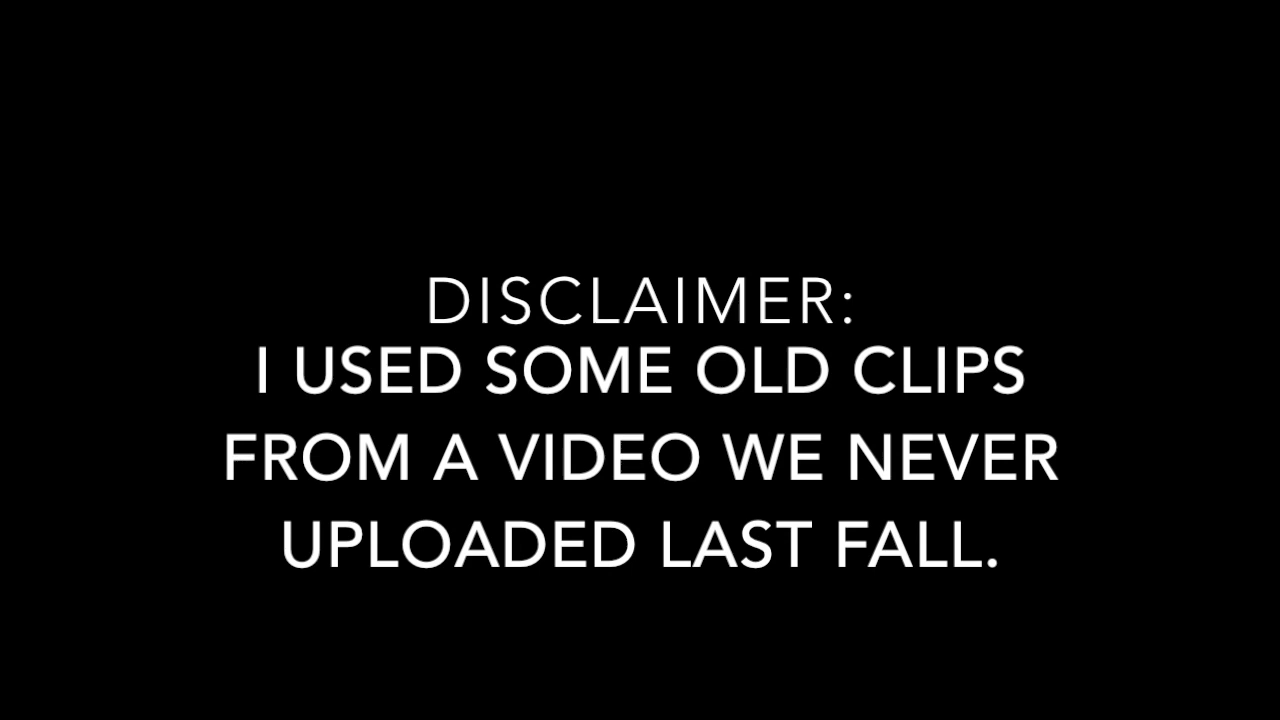 DISCLAIMER:
I USED SOME OLD CLIPS
FROM A VIDEO WE NEVER
UPLOADED LAST FALL.